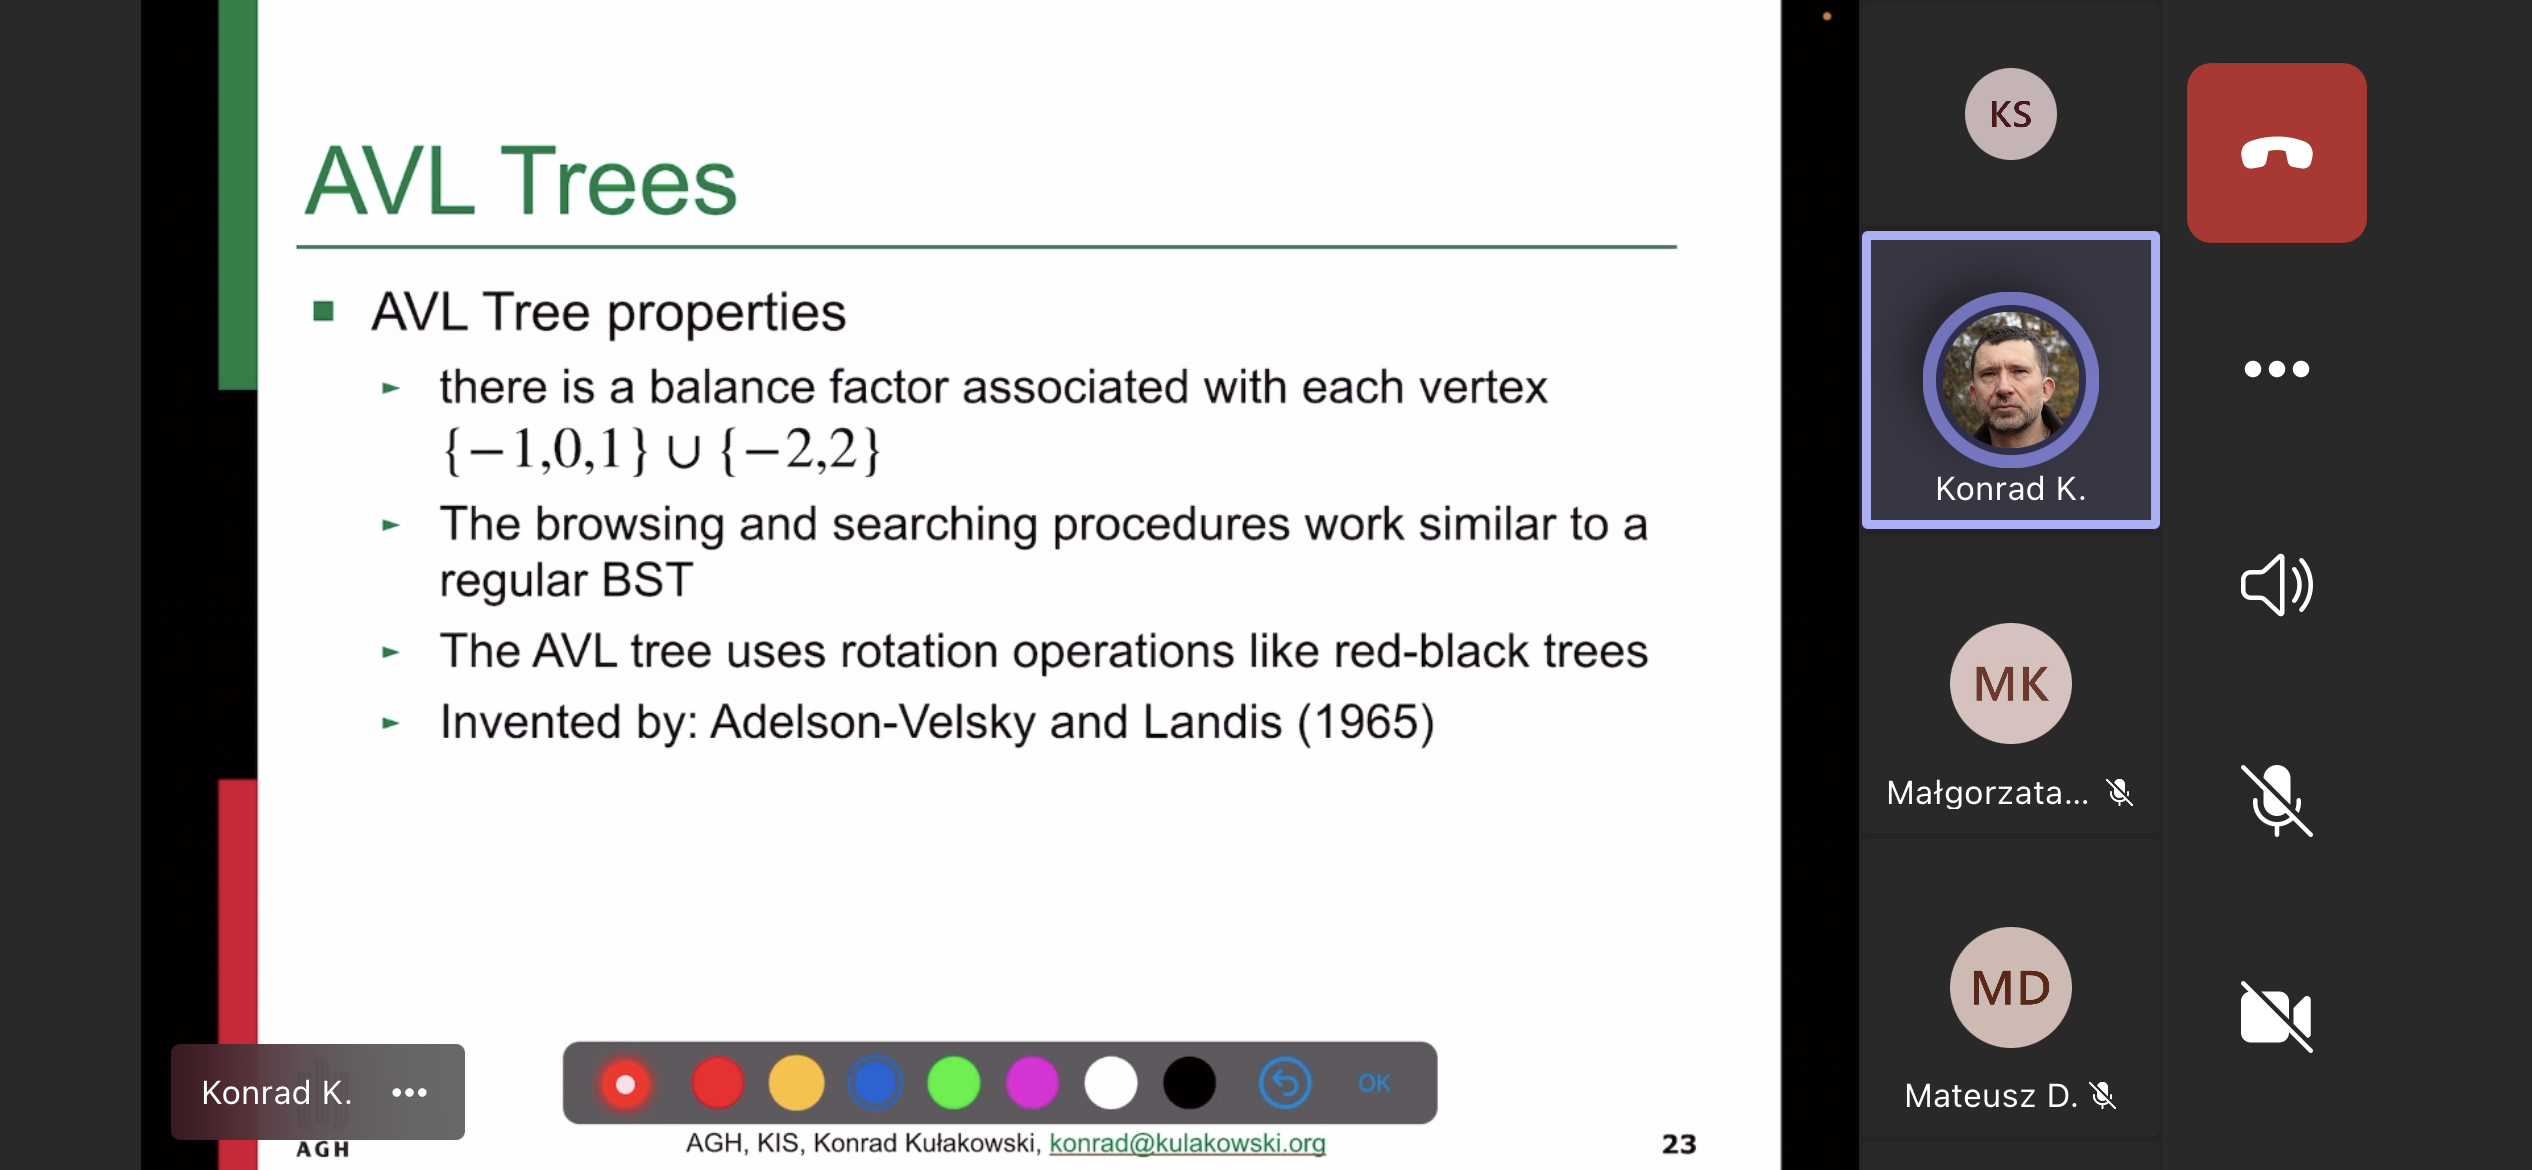 AVL Trees
AVL Tree properties
there is a balance factor associated with each vertex
{−1,0,1} ∪ {−2,2}
The browsing and searching procedures work similar to a
regular BST
The AVL tree uses rotation operations like red-black trees
Invented by: Adelson-Velsky and Landis (1965)
OK
Konrad K.
AGH
AGH, KIS, Konrad Kułakowski, konrad@kulakowski.org
23
KS
Konrad K.
MK
Małgorzata...
MD
Mateusz D.